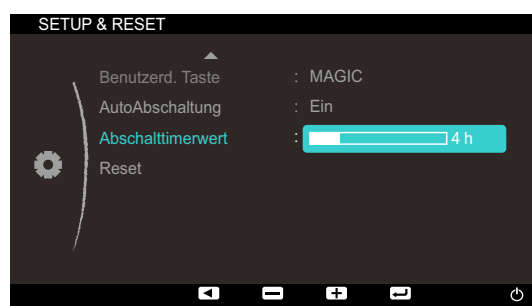 SETUP & RESET
Benutzerd. Taste : MAGIC
AutoAbschaltung : Ein
Abschalttimerwert : 4 h
Reset